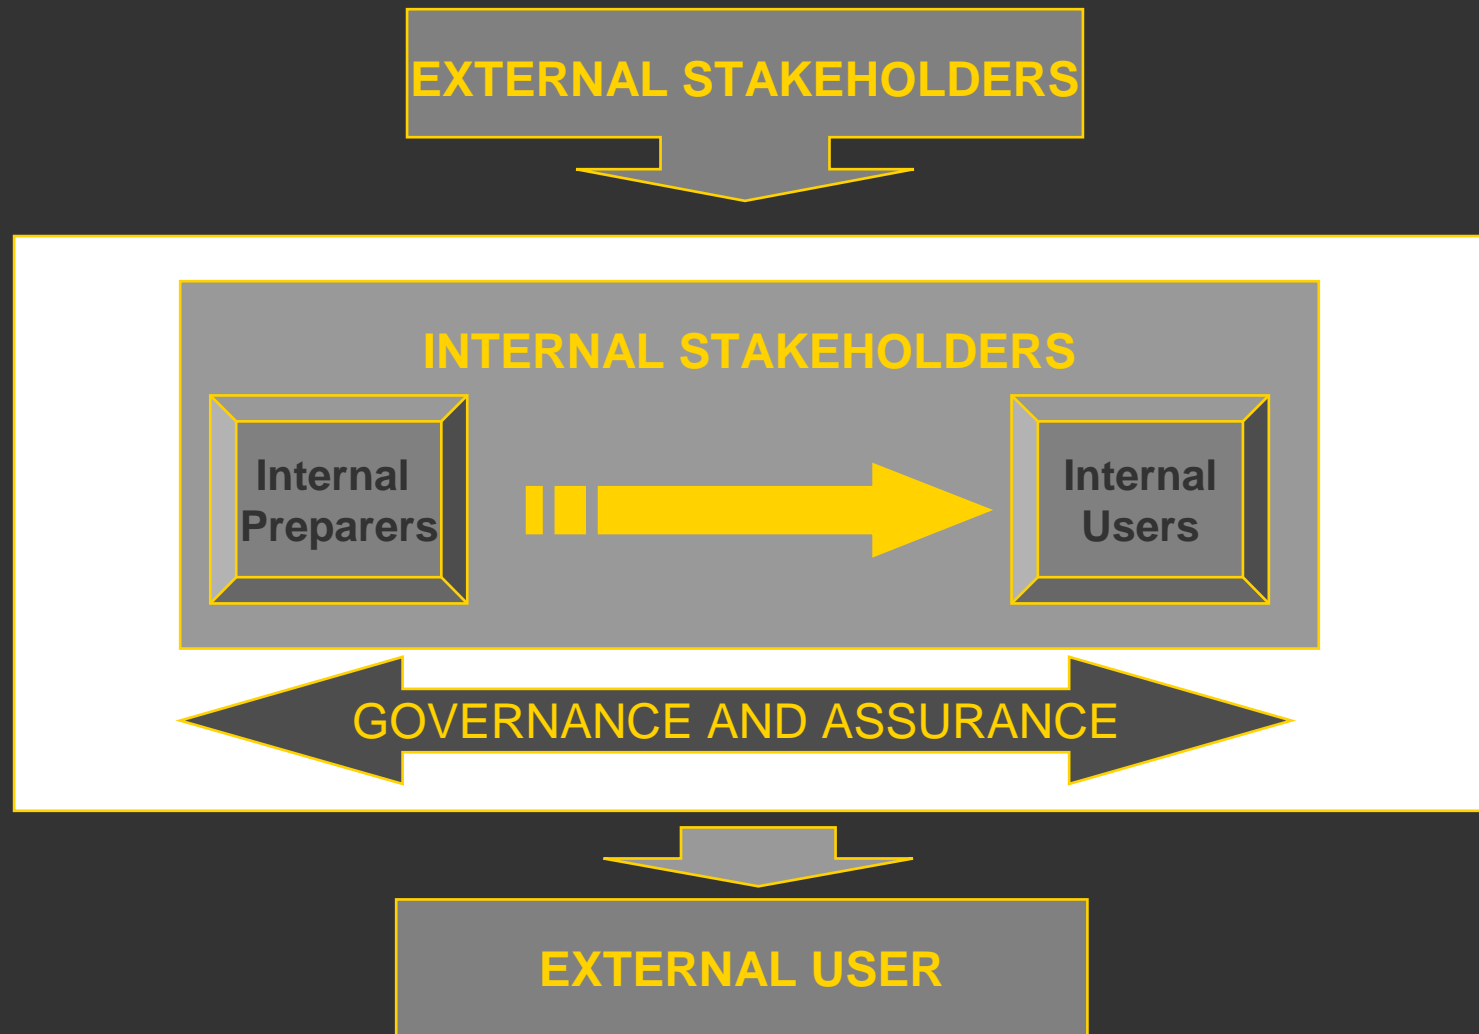 EXTERNAL STAKEHOLDERS
INTERNAL STAKEHOLDERS
Internal
Preparers
Internal
Users
GOVERNANCE AND ASSURANCE
EXTERNAL USER